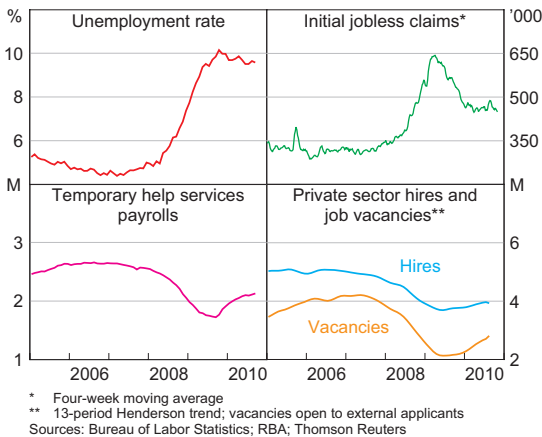 % Unemployment rate Initial jobless claims* ’000
10 650
8 500
6 350
M Temporary help services Private sector hires and M
payrolls job vacancies**
3 6
Hires
2 4
Vacancies
1 2
2006 2008 2010 2006 2008 2010
* Four-week moving average
** 13-period Henderson trend; vacancies open to external applicants
Sources: Bureau of Labor Statistics; RBA; Thomson Reuters